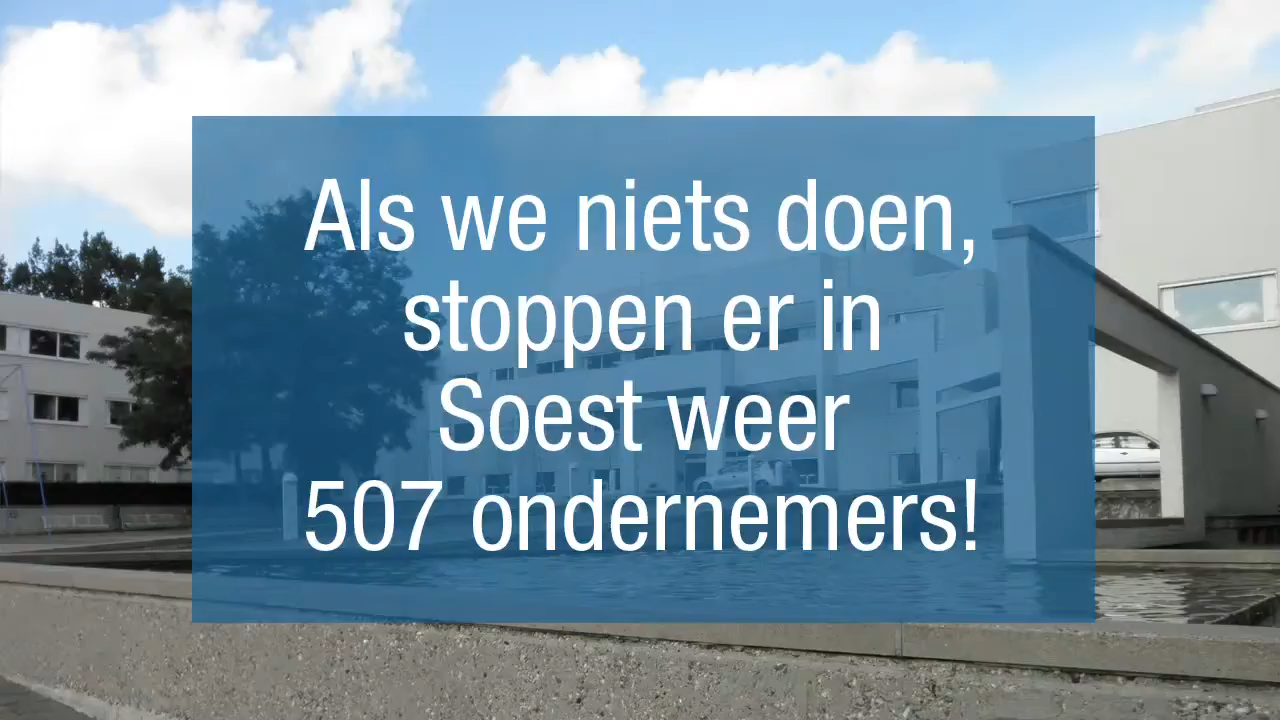 Als we niets doen,
stoppen er in
Soest weer
507 ondernemers!